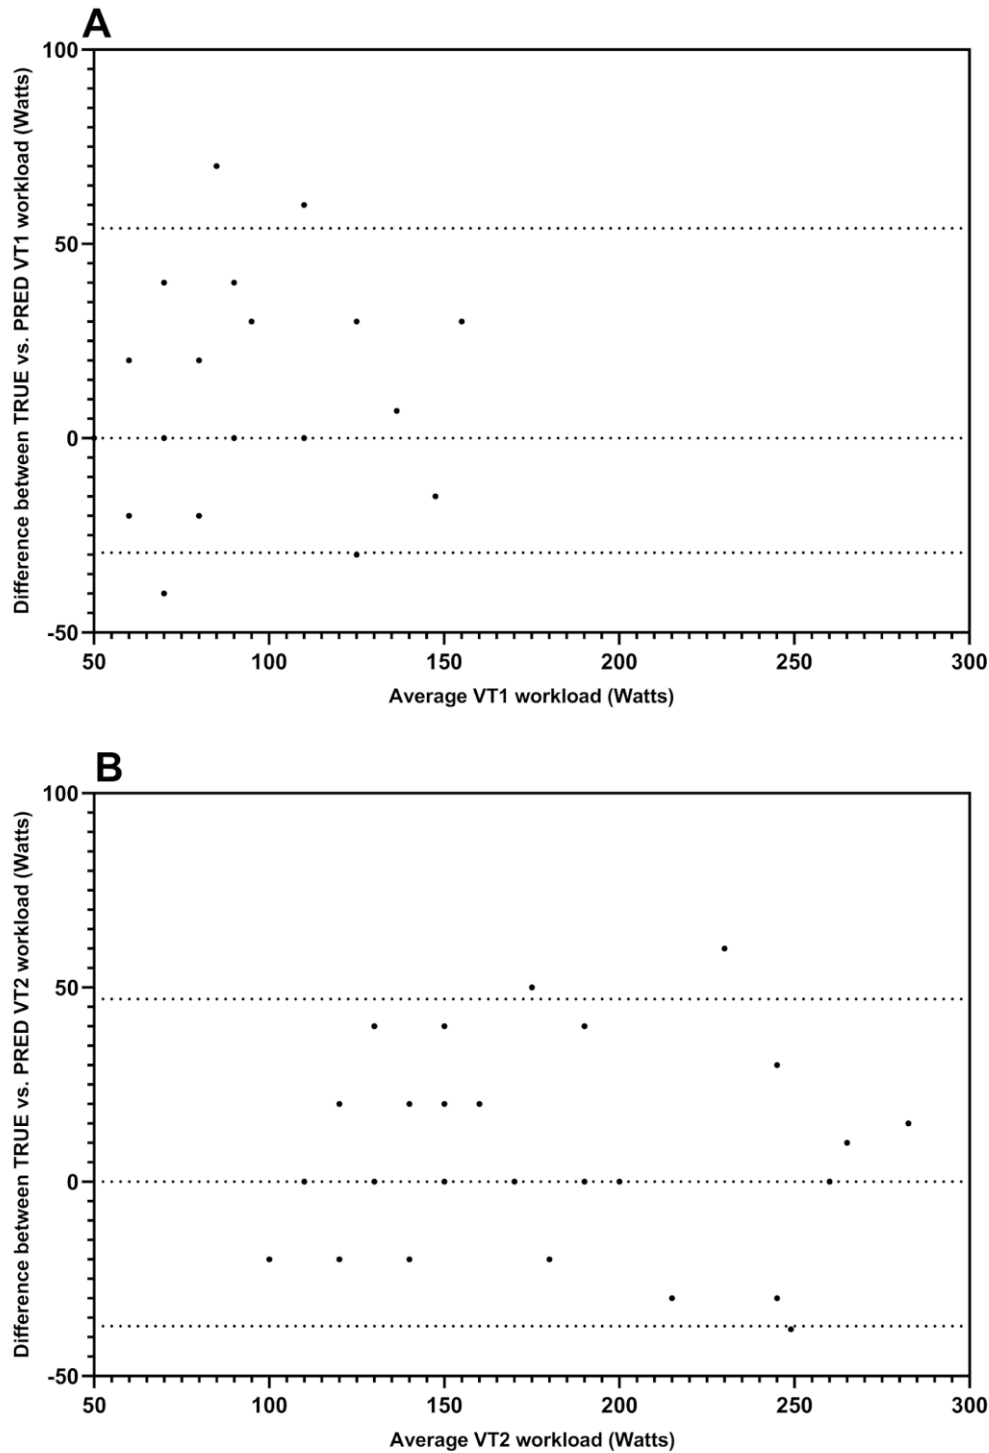 A
100
50
0
-50
Difference between TRUE vs. PRED VT1 workload (Watts)
50 100 150 200 250 300
Average VT1 workload (Watts)
B
100
50
0
-50
Difference between TRUE vs. PRED VT2 workload (Watts)
50 100 150 200 250 300
Average VT2 workload (Watts)